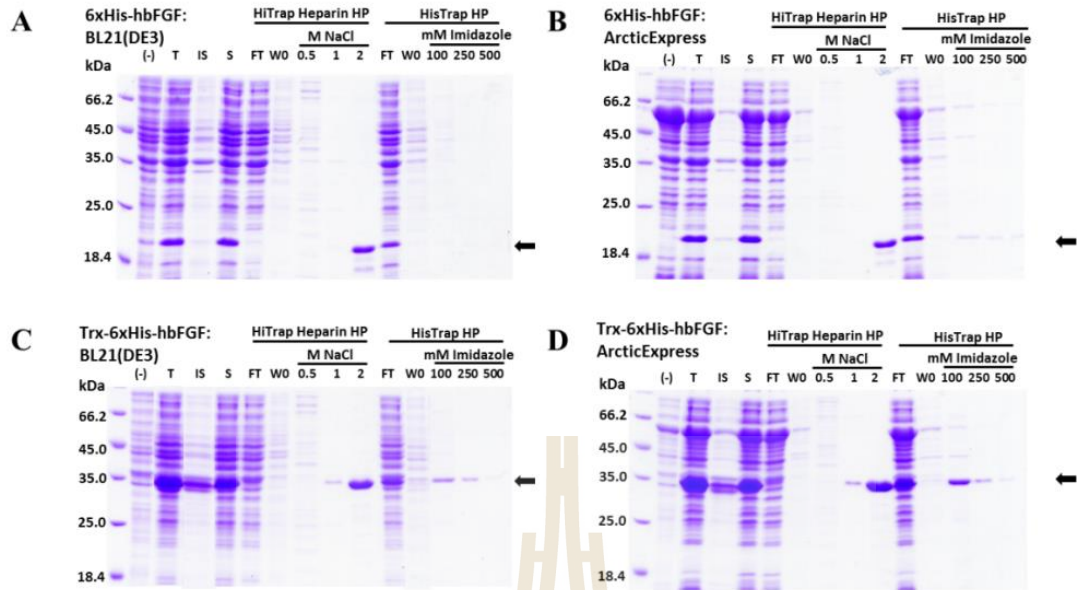 A
6xHis-hbFGF:
BL21(DE3)
HiTrap Heparin HP
HisTrap HP
M NaCl
mM Imidazole
kDa
(-) T IS S FT W0 0.5 1 2 FT W0 100 250 500
66.2
45.0
35.0
25.0
18.4
B
6xHis-hbFGF:
ArcticExpress
HiTrap Heparin HP
HisTrap HP
M NaCl
mM Imidazole
kDa
(-) T IS S FT W0 0.5 1 2 FT W0 100 250 500
66.2
45.0
35.0
25.0
18.4
C
Trx-6xHis-hbFGF:
BL21(DE3)
HiTrap Heparin HP
HisTrap HP
M NaCl
mM Imidazole
kDa
(-) T IS S FT W0 0.5 1 2 FT W0 100 250 500
66.2
45.0
35.0
25.0
18.4
D
Trx-6xHis-hbFGF:
ArcticExpress
HiTrap Heparin HP
HisTrap HP
M NaCl
mM Imidazole
kDa
(-) T IS S FT W0 0.5 1 2 FT W0 100 250 500
66.2
45.0
35.0
25.0
18.4